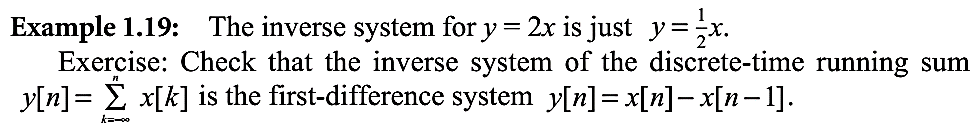 Example 1.19: The inverse system for y = 2x is just y = \frac{1}{2}x.
Exercise: Check that the inverse system of the discrete-time running sum
y[n] = \sum_{k=-\infty}^{n} x[k] is the first-difference system y[n] = x[n] − x[n − 1].